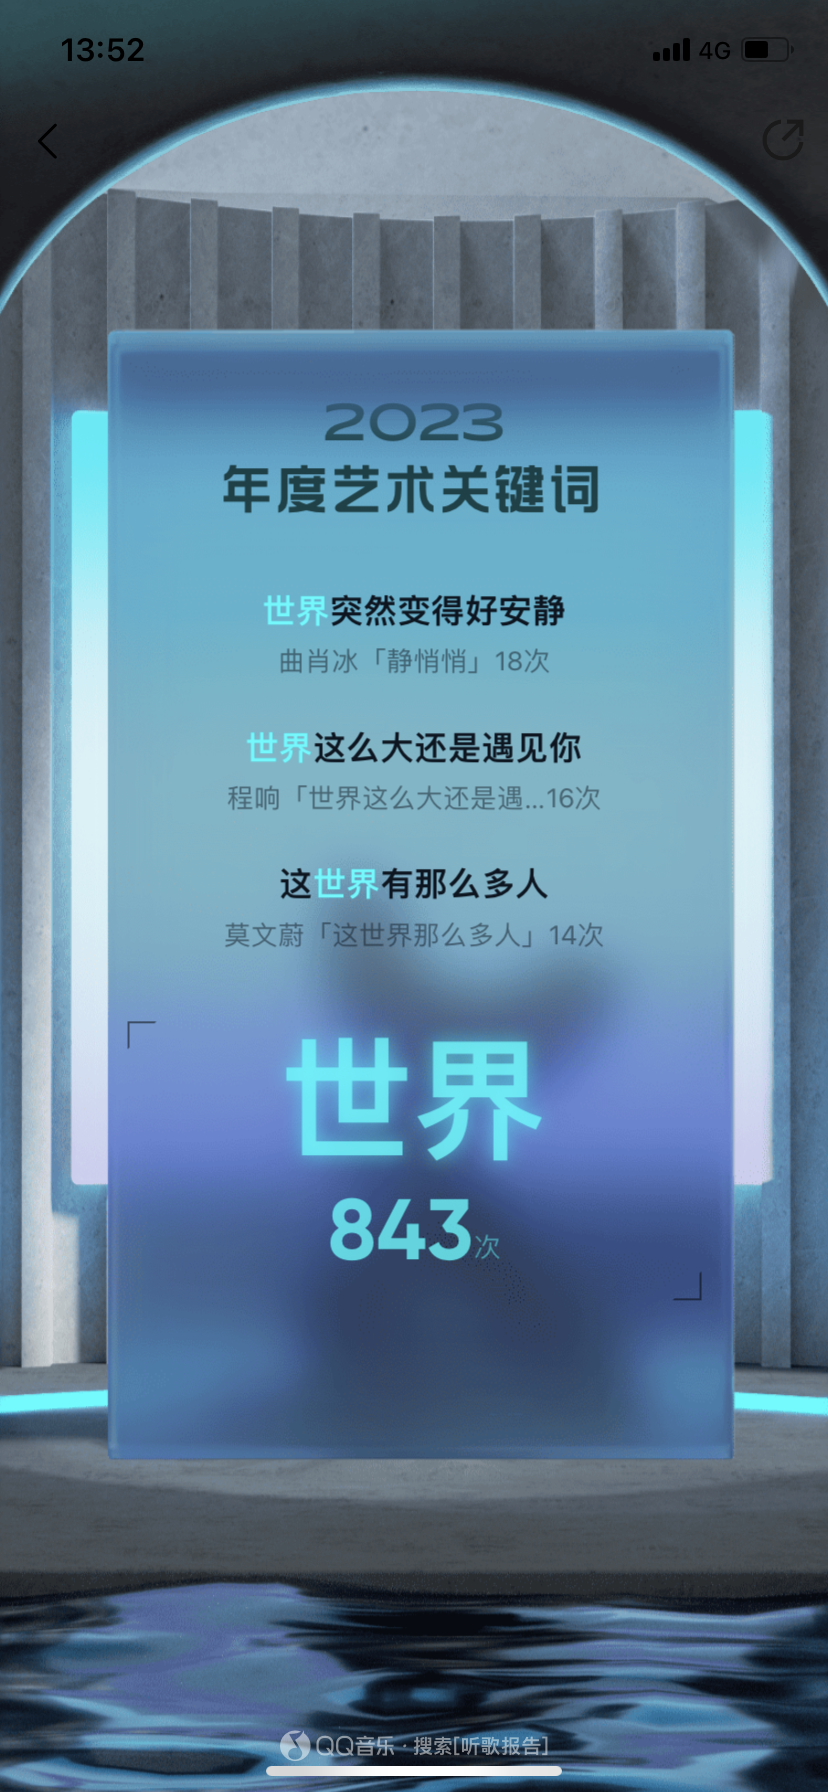 13:52
4G
2023
年度艺术关键词
世界突然变得好安静
曲肖冰「静悄悄」18次
世界这么大还是遇见你
程响「世界这么大还是遇...16次
这世界有那么多人
莫文蔚「这世界那么多人」14次
世界
843次
QQ音乐·搜索[听歌报告]